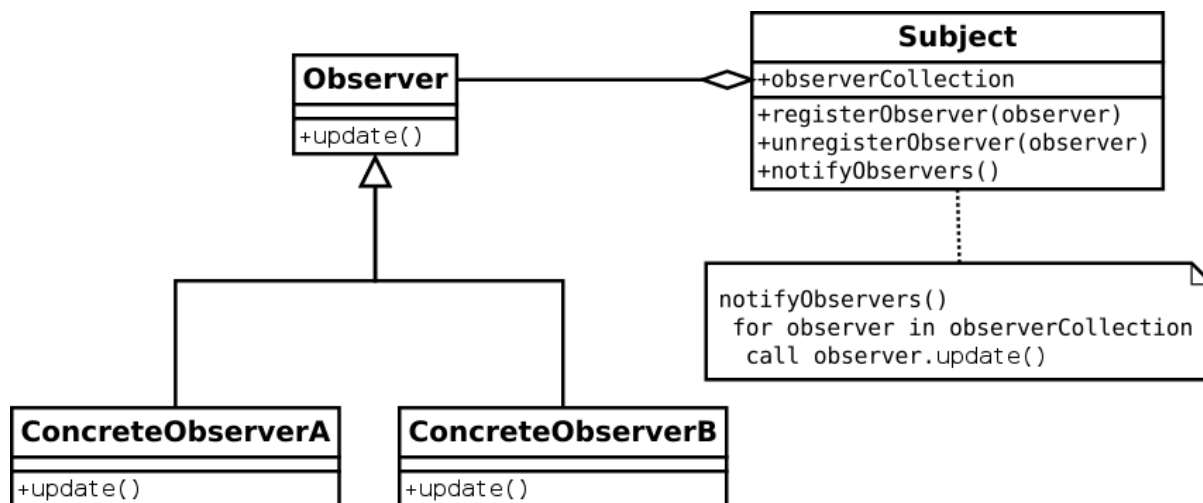 Observer
+update()
Subject
+observerCollection
+registerObserver(observer)
+unregisterObserver(observer)
+notifyObservers()
notifyObservers()
for observer in observerCollection
call observer.update()
ConcreteObserverA
+update()
ConcreteObserverB
+update()